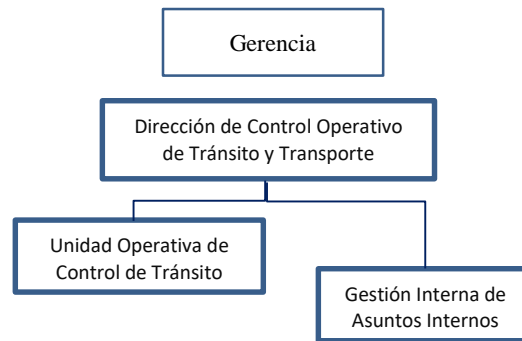 Gerencia
Dirección de Control Operativo
de Tránsito y Transporte
Unidad Operativa de
Control de Tránsito
Gestión Interna de
Asuntos Internos